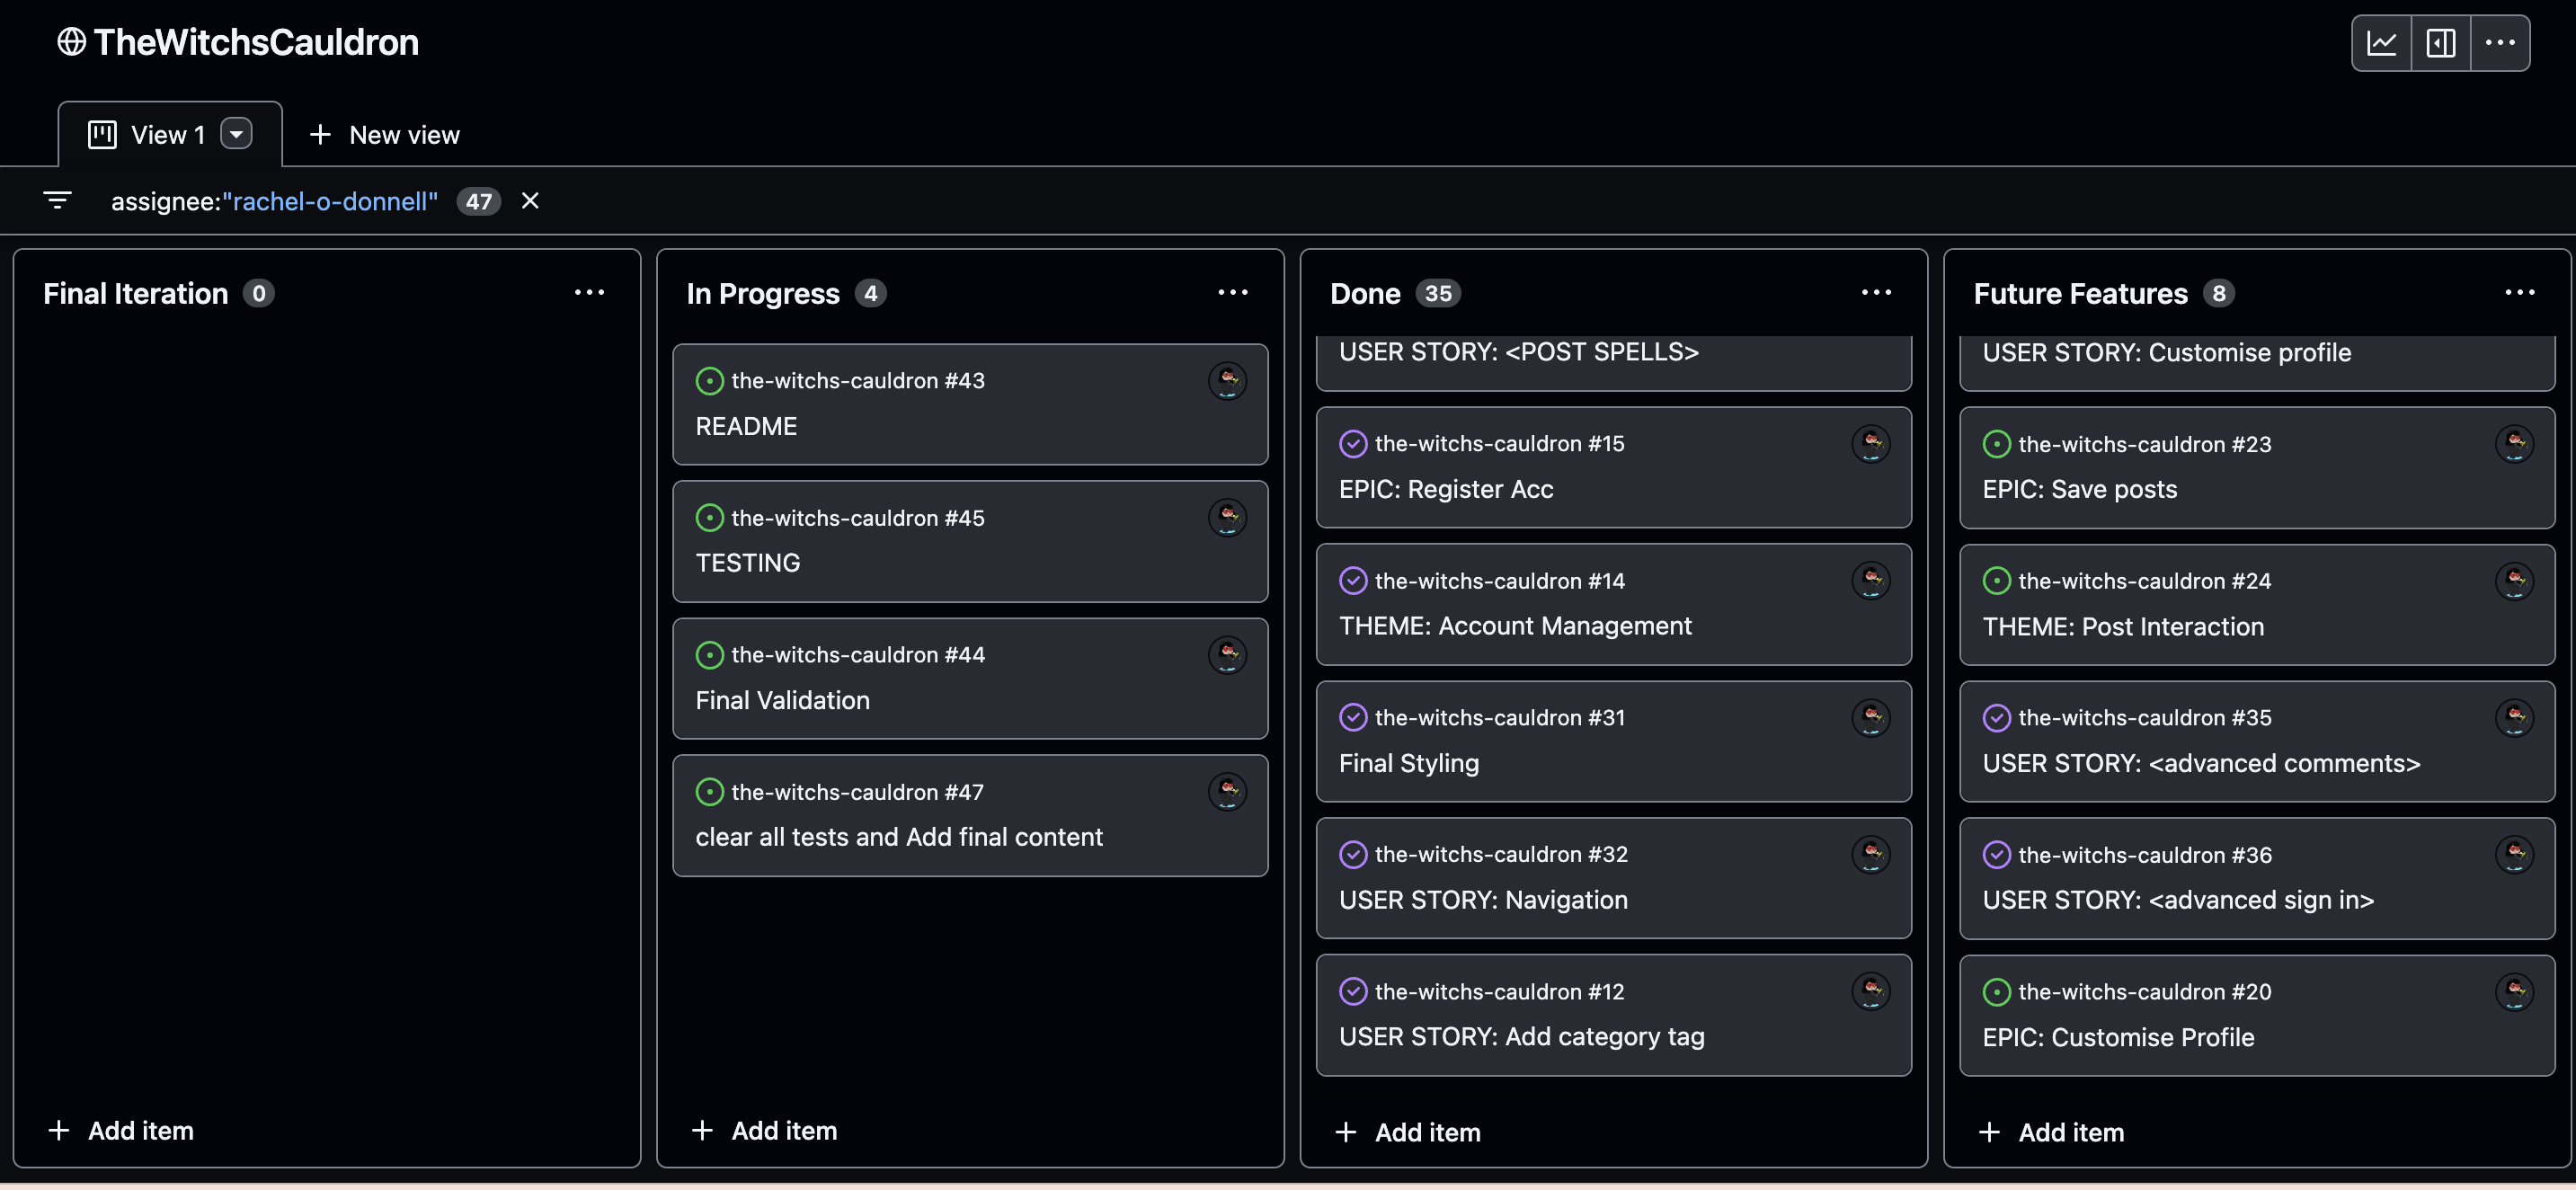 TheWitchsCauldron
View 1
New view
assignee:"rachel-o-donnell" 47
Final Iteration 0
Add item
In Progress 4
the-witchs-cauldron #43
README
the-witchs-cauldron #45
TESTING
the-witchs-cauldron #44
Final Validation
the-witchs-cauldron #47
clear all tests and Add final content
Add item
Done 35
USER STORY: <POST SPELLS>
the-witchs-cauldron #15
EPIC: Register Acc
the-witchs-cauldron #14
THEME: Account Management
the-witchs-cauldron #31
Final Styling
the-witchs-cauldron #32
USER STORY: Navigation
the-witchs-cauldron #12
USER STORY: Add category tag
Add item
Future Features 8
USER STORY: Customise profile
the-witchs-cauldron #23
EPIC: Save posts
the-witchs-cauldron #24
THEME: Post Interaction
the-witchs-cauldron #35
USER STORY: <advanced comments>
the-witchs-cauldron #36
USER STORY: <advanced sign in>
the-witchs-cauldron #20
EPIC: Customise Profile
Add item